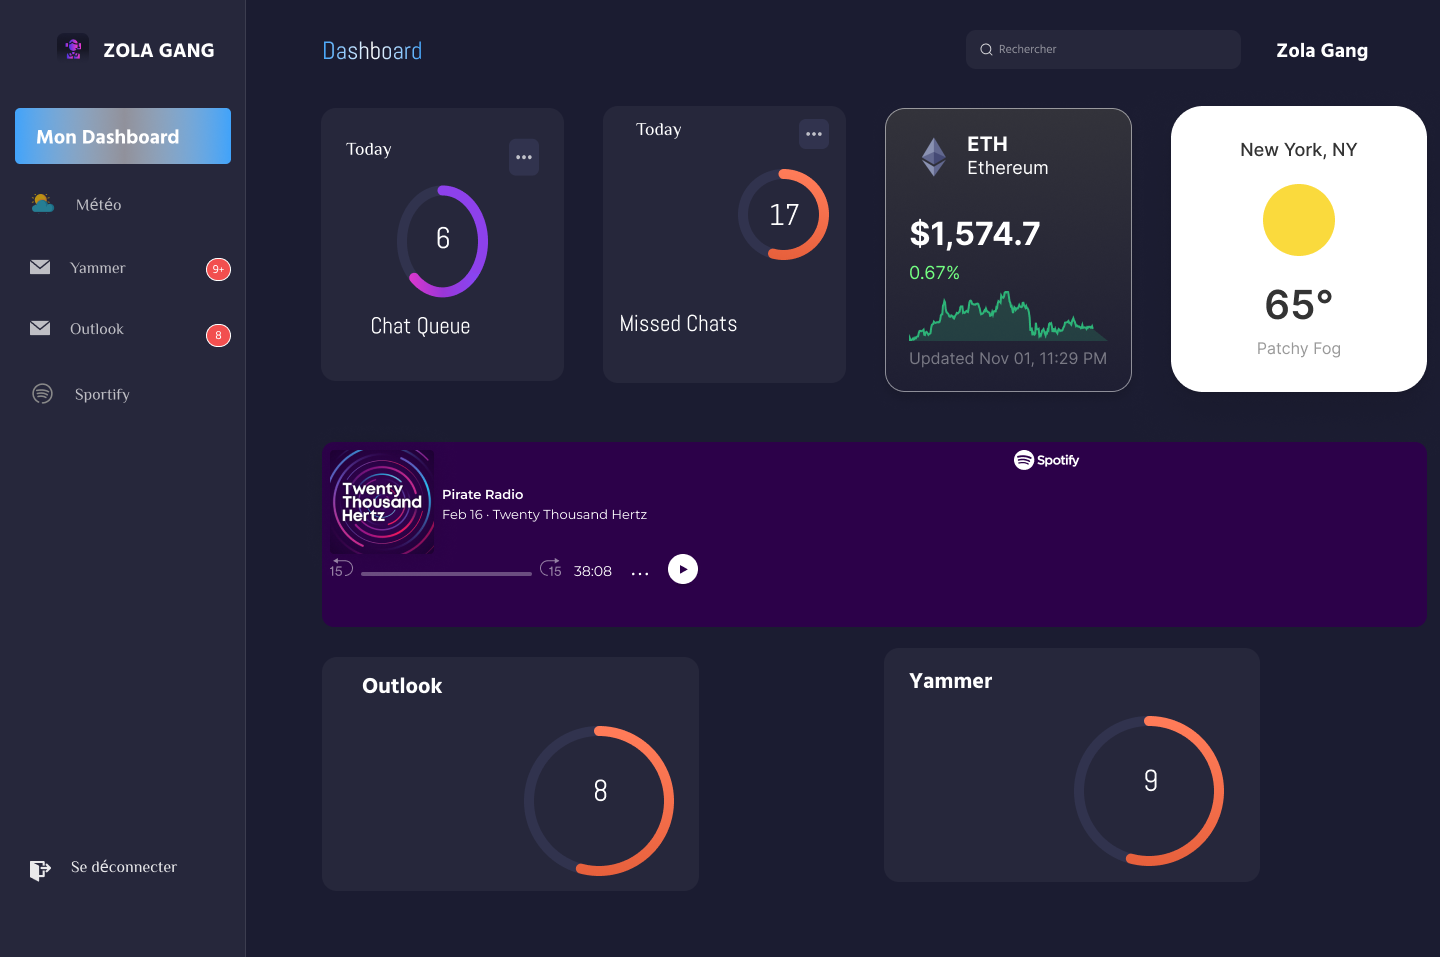 ZOLA GANG
Mon Dashboard
Météo
Yammer
9+
Outlook
8
Sportify
Se déconnecter
Dashboard
Rechercher
Zola Gang
Today
6
Chat Queue
Today
17
Missed Chats
ETH
Ethereum
$1,574.7
0.67%
Updated Nov 01, 11:29 PM
New York, NY
65°
Patchy Fog
Twenty
Thousand
Hertz
Pirate Radio
Feb 16 · Twenty Thousand Hertz
Spotify
15
15
38:08
Outlook
8
Yammer
9